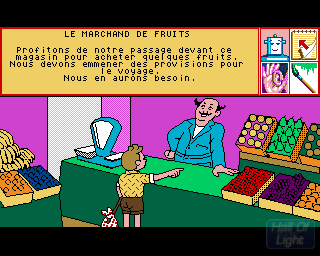 LE MARCHAND DE FRUITS
Profitons de notre passage devant ce
magasin pour acheter quelques fruits.
Nous devons emmener des provisions pour
le voyage.
Nous en aurons besoin.
Hall Of
Light